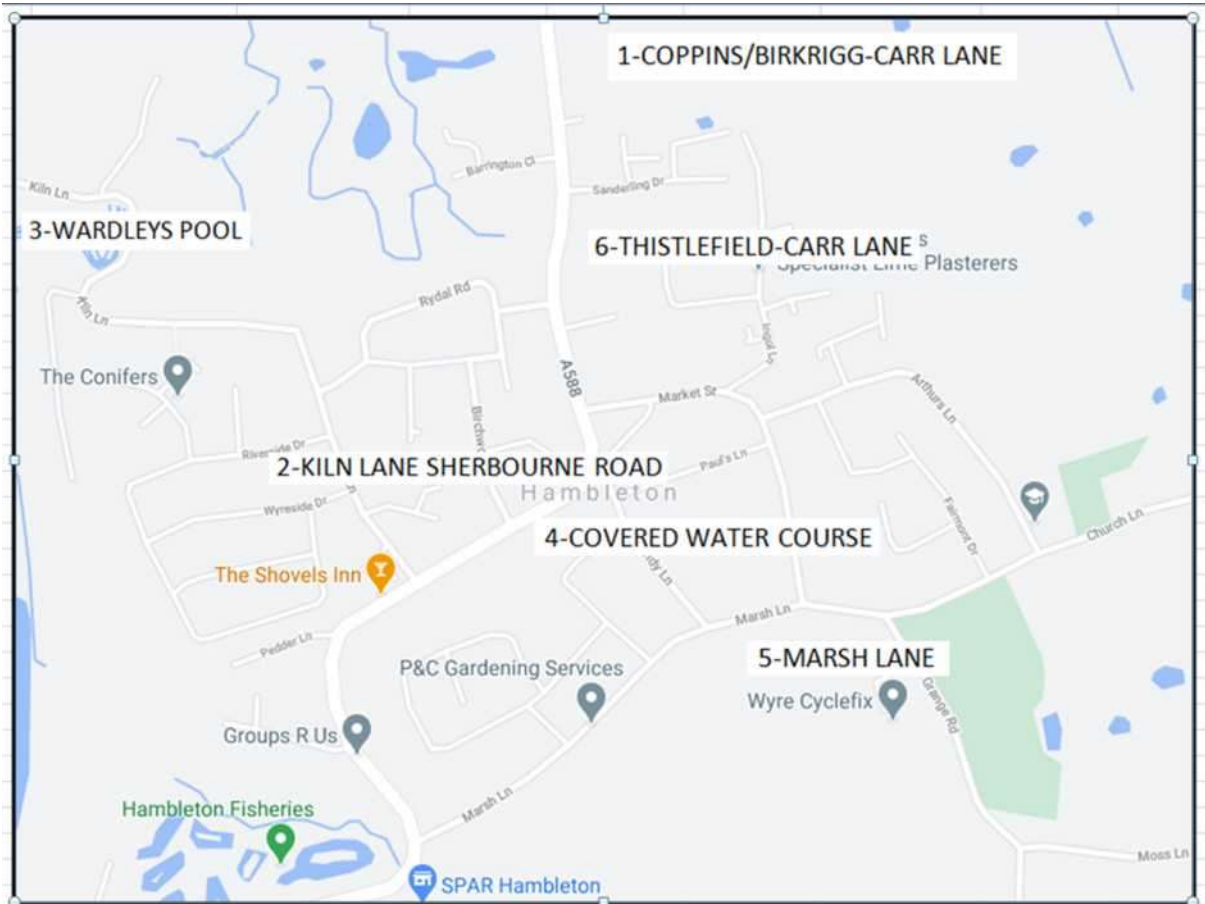 1-COPPINS/BIRKRIGG-CARR LANE
Barrington Cl
Kiln Ln
Sanderling Dr
3-WARDLEYS POOL
6-THISTLEFIELD-CARR LANE
s
Specialist Lime Plasterers
Rydal Rd
Kiln Ln
Ingol Ln
A588
The Conifers
Market St
Arthurs Ln
Riverside Dr
Paul's Ln
2-KILN LANE SHERBOURNE ROAD
Ln
Hambleton
Wyreside Dr
4-COVERED WATER COURSE
Fairmont Dr
Church Ln
The Shovels Inn
Ln
Marsh Ln
Pedder Ln
5-MARSH LANE
P&C Gardening Services
Wyre Cyclefix
Grange Rd
Groups R Us
Marsh Ln
Hambleton Fisheries
Moss Ln
SPAR Hambleton